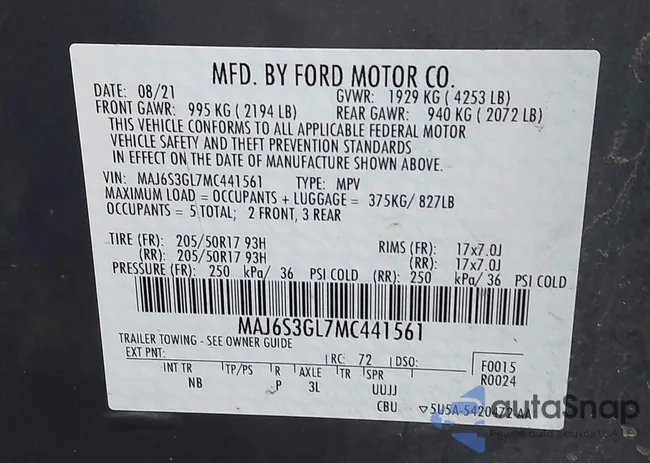 MFD. BY FORD MOTOR CO.
DATE: 08/21 GVWR: 1929 KG ( 4253 LB)
FRONT GAWR: 995 KG ( 2194 LB) REAR GAWR: 940 KG ( 2072 LB)
THIS VEHICLE CONFORMS TO ALL APPLICABLE FEDERAL MOTOR
VEHICLE SAFETY AND THEFT PREVENTION STANDARDS
IN EFFECT ON THE DATE OF MANUFACTURE SHOWN ABOVE.
VIN: MAJ6S3GL7MC441561 TYPE: MPV
MAXIMUM LOAD = OCCUPANTS + LUGGAGE = 375KG/ 827LB
OCCUPANTS = 5 TOTAL; 2 FRONT, 3 REAR
TIRE (FR): 205/50R17 93H RIMS (FR): 17x7.0J
(RR): 205/50R17 93H (RR): 17x7.0J
PRESSURE (FR): 250 kPa/ 36 PSI COLD (RR): 250 kPa/ 36 PSI COLD
MAJ6S3GL7MC441561
TRAILER TOWING - SEE OWNER GUIDE
EXT PNT: RC: 72 DSO: F0015
INT TR TP/PS R AXLE TR SPR R0024
NB P 3L UUJJ
CBU ▽5U5A-5420472-AA
autoSnap